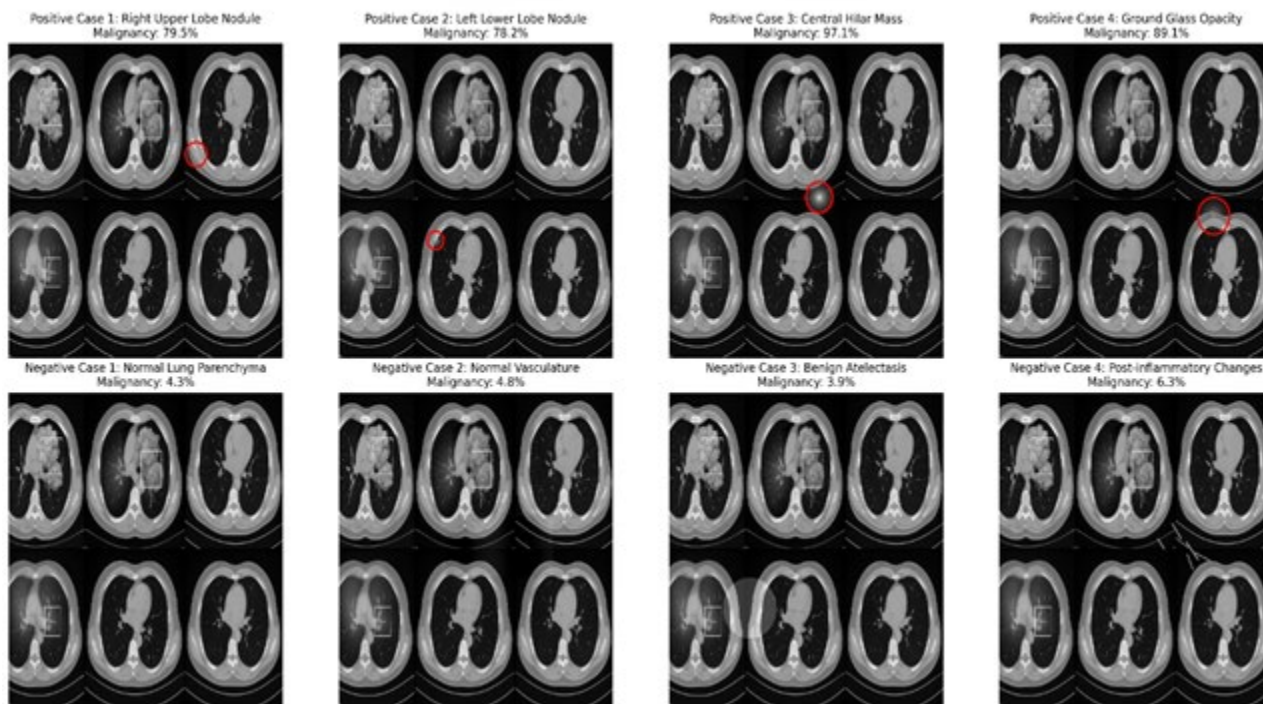 Positive Case 1: Right Upper Lobe Nodule
Malignancy: 79.5%
Positive Case 2: Left Lower Lobe Nodule
Malignancy: 78.2%
Positive Case 3: Central Hilar Mass
Malignancy: 97.1%
Positive Case 4: Ground Glass Opacity
Malignancy: 89.1%
Negative Case 1: Normal Lung Parenchyma
Malignancy: 4.3%
Negative Case 2: Normal Vasculature
Malignancy: 4.8%
Negative Case 3: Benign Atelectasis
Malignancy: 3.9%
Negative Case 4: Post-inflammatory Changes
Malignancy: 6.3%